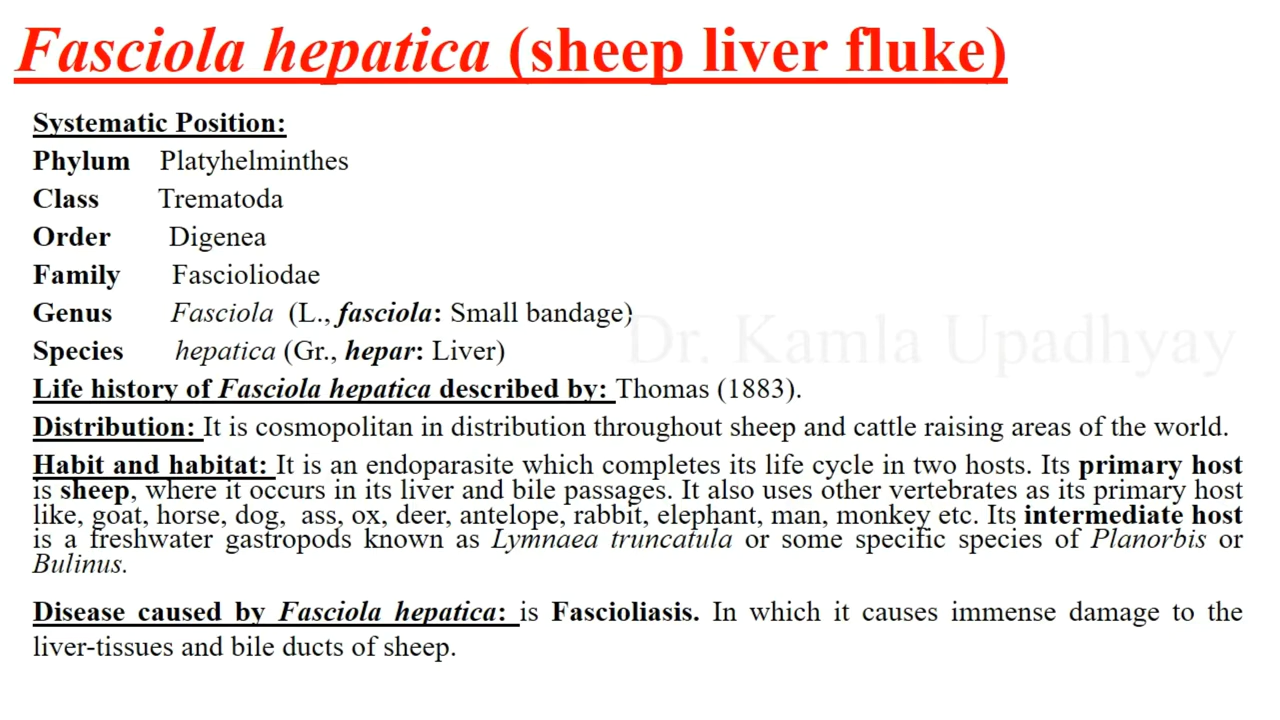 Fasciola hepatica (sheep liver fluke)
Systematic Position:
Phylum Platyhelminthes
Class Trematoda
Order Digenea
Family Fascioliodae
Genus Fasciola (L., fasciola: Small bandage)
Dr. Kamla Upadhyay
Species hepatica (Gr., hepar: Liver)
Life history of Fasciola hepatica described by: Thomas (1883).
Distribution: It is cosmopolitan in distribution throughout sheep and cattle raising areas of the world.
Habit and habitat: It is an endoparasite which completes its life cycle in two hosts. Its primary host
is sheep, where it occurs in its liver and bile passages. It also uses other vertebrates as its primary host
like, goat, horse, dog, ass, ox, deer, antelope, rabbit, elephant, man, monkey etc. Its intermediate host
is a freshwater gastropods known as Lymnaea truncatula or some specific species of Planorbis or
Bulinus.
Disease caused by Fasciola hepatica: is Fascioliasis. In which it causes immense damage to the
liver-tissues and bile ducts of sheep.